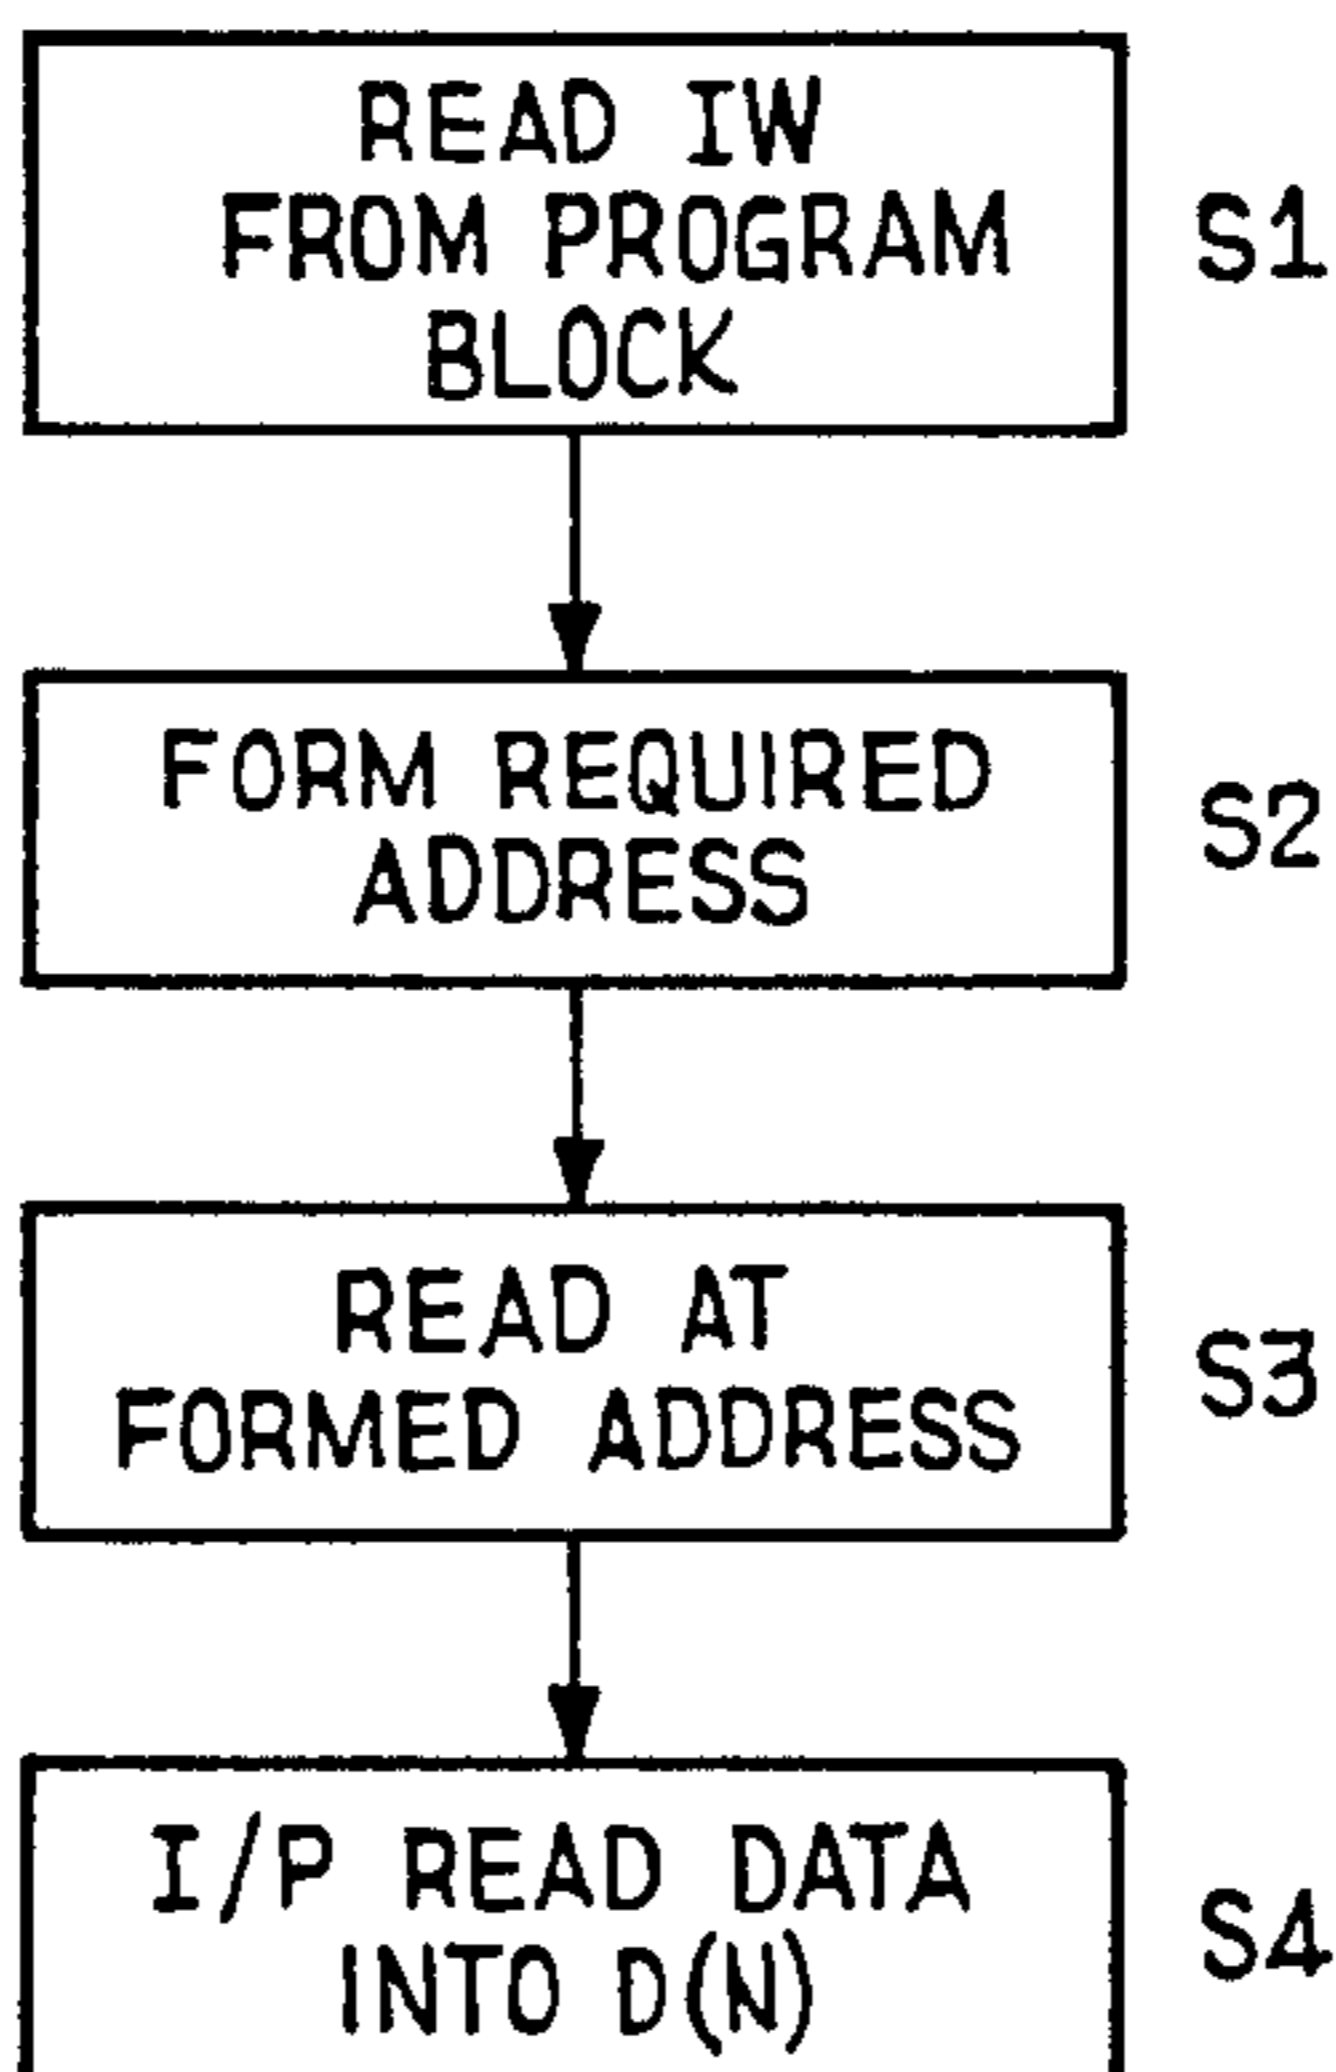 READ IW
FROM PROGRAM
BLOCK
S1
FORM REQUIRED
ADDRESS
S2
READ AT
FORMED ADDRESS
S3
I/P READ DATA
INTO D(N)
S4